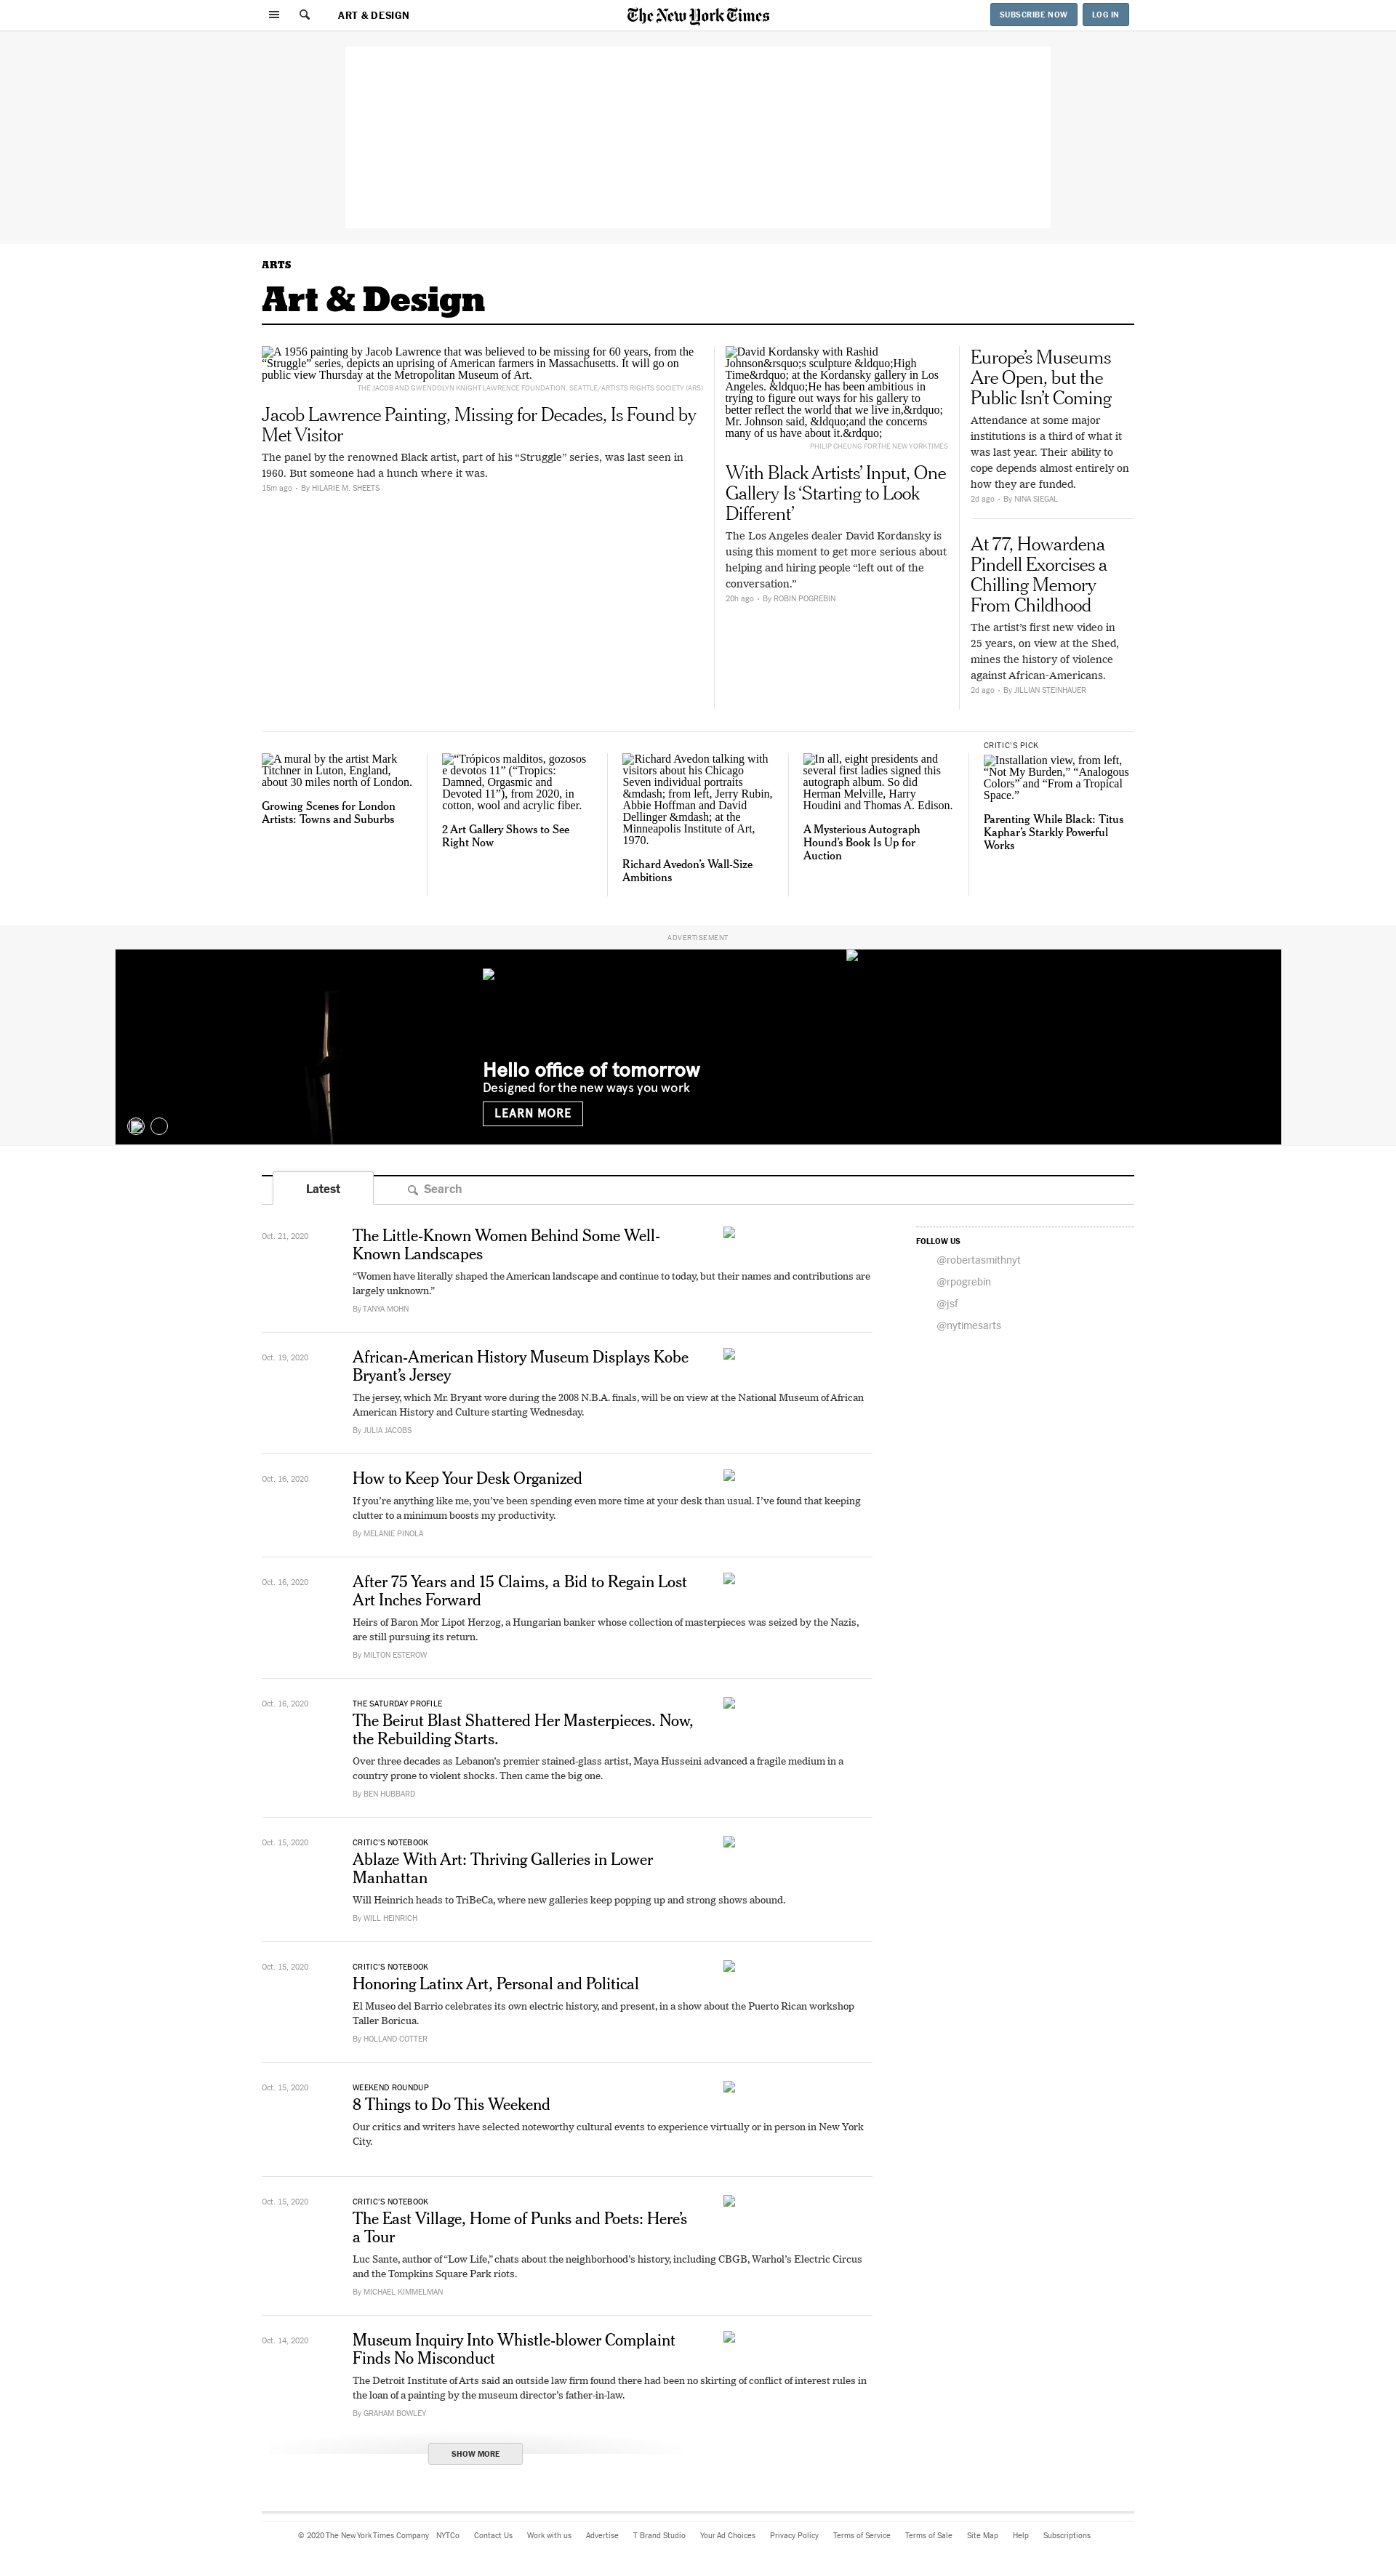 ART & DESIGN
The New York Times
SUBSCRIBE NOW
LOG IN
ARTS
Art & Design
A 1956 painting by Jacob Lawrence that was believed to be missing for 60 years, from the
“Struggle” series, depicts an uprising of American farmers in Massachusetts. It will go on
public view Thursday at the Metropolitan Museum of Art.
THE JACOB AND GWENDOLYN KNIGHT LAWRENCE FOUNDATION, SEATTLE/ARTISTS RIGHTS SOCIETY (ARS)
Jacob Lawrence Painting, Missing for Decades, Is Found by
Met Visitor
The panel by the renowned Black artist, part of his “Struggle” series, was last seen in
1960. But someone had a hunch where it was.
15m ago • By HILARIE M. SHEETS
David Kordansky with Rashid
Johnson&rsquo;s sculpture &ldquo;High
Time&rdquo; at the Kordansky gallery in Los
Angeles. &ldquo;He has been ambitious in
trying to figure out ways for his gallery to
better reflect the world that we live in,&rdquo;
Mr. Johnson said, &ldquo;and the concerns
many of us have about it.&rdquo;
PHILIP CHEUNG FOR THE NEW YORK TIMES
With Black Artists’ Input, One
Gallery Is ‘Starting to Look
Different’
The Los Angeles dealer David Kordansky is
using this moment to get more serious about
helping and hiring people “left out of the
conversation.”
20h ago • By ROBIN POGREBIN
Europe’s Museums
Are Open, but the
Public Isn’t Coming
Attendance at some major
institutions is a third of what it
was last year. Their ability to
cope depends almost entirely on
how they are funded.
2d ago • By NINA SIEGAL
At 77, Howardena
Pindell Exorcises a
Chilling Memory
From Childhood
The artist’s first new video in
25 years, on view at the Shed,
mines the history of violence
against African-Americans.
2d ago • By JILLIAN STEINHAUER
A mural by the artist Mark
Titchner in Luton, England,
about 30 miles north of London.
Growing Scenes for London
Artists: Towns and Suburbs
“Trópicos malditos, gozosos
e devotos 11” (“Tropics:
Damned, Orgasmic and
Devoted 11”), from 2020, in
cotton, wool and acrylic fiber.
2 Art Gallery Shows to See
Right Now
Richard Avedon talking with
visitors about his Chicago
Seven individual portraits
&mdash; from left, Jerry Rubin,
Abbie Hoffman and David
Dellinger &mdash; at the
Minneapolis Institute of Art,
1970.
Richard Avedon’s Wall-Size
Ambitions
In all, eight presidents and
several first ladies signed this
autograph album. So did
Herman Melville, Harry
Houdini and Thomas A. Edison.
A Mysterious Autograph
Hound’s Book Is Up for
Auction
CRITIC’S PICK
Installation view, from left,
“Not My Burden,” “Analogous
Colors” and “From a Tropical
Space.”
Parenting While Black: Titus
Kaphar’s Starkly Powerful
Works
ADVERTISEMENT
Hello office of tomorrow
Designed for the new ways you work
LEARN MORE
Latest
Search
Oct. 21, 2020
The Little-Known Women Behind Some Well-
Known Landscapes
“Women have literally shaped the American landscape and continue to today, but their names and contributions are
largely unknown.”
By TANYA MOHN
FOLLOW US
@robertasmithnyt
@rpogrebin
@jsf
@nytimesarts
Oct. 19, 2020
African-American History Museum Displays Kobe
Bryant’s Jersey
The jersey, which Mr. Bryant wore during the 2008 N.B.A. finals, will be on view at the National Museum of African
American History and Culture starting Wednesday.
By JULIA JACOBS
Oct. 16, 2020
How to Keep Your Desk Organized
If you’re anything like me, you’ve been spending even more time at your desk than usual. I’ve found that keeping
clutter to a minimum boosts my productivity.
By MELANIE PINOLA
Oct. 16, 2020
After 75 Years and 15 Claims, a Bid to Regain Lost
Art Inches Forward
Heirs of Baron Mor Lipot Herzog, a Hungarian banker whose collection of masterpieces was seized by the Nazis,
are still pursuing its return.
By MILTON ESTEROW
Oct. 16, 2020
THE SATURDAY PROFILE
The Beirut Blast Shattered Her Masterpieces. Now,
the Rebuilding Starts.
Over three decades as Lebanon’s premier stained-glass artist, Maya Husseini advanced a fragile medium in a
country prone to violent shocks. Then came the big one.
By BEN HUBBARD
Oct. 15, 2020
CRITIC’S NOTEBOOK
Ablaze With Art: Thriving Galleries in Lower
Manhattan
Will Heinrich heads to TriBeCa, where new galleries keep popping up and strong shows abound.
By WILL HEINRICH
Oct. 15, 2020
CRITIC’S NOTEBOOK
Honoring Latinx Art, Personal and Political
El Museo del Barrio celebrates its own electric history, and present, in a show about the Puerto Rican workshop
Taller Boricua.
By HOLLAND COTTER
Oct. 15, 2020
WEEKEND ROUNDUP
8 Things to Do This Weekend
Our critics and writers have selected noteworthy cultural events to experience virtually or in person in New York
City.
Oct. 15, 2020
CRITIC’S NOTEBOOK
The East Village, Home of Punks and Poets: Here’s
a Tour
Luc Sante, author of “Low Life,” chats about the neighborhood’s history, including CBGB, Warhol’s Electric Circus
and the Tompkins Square Park riots.
By MICHAEL KIMMELMAN
Oct. 14, 2020
Museum Inquiry Into Whistle-blower Complaint
Finds No Misconduct
The Detroit Institute of Arts said an outside law firm found there had been no skirting of conflict of interest rules in
the loan of a painting by the museum director’s father-in-law.
By GRAHAM BOWLEY
SHOW MORE
© 2020 The New York Times Company NYTCo Contact Us Work with us Advertise T Brand Studio Your Ad Choices Privacy Policy Terms of Service Terms of Sale Site Map Help Subscriptions